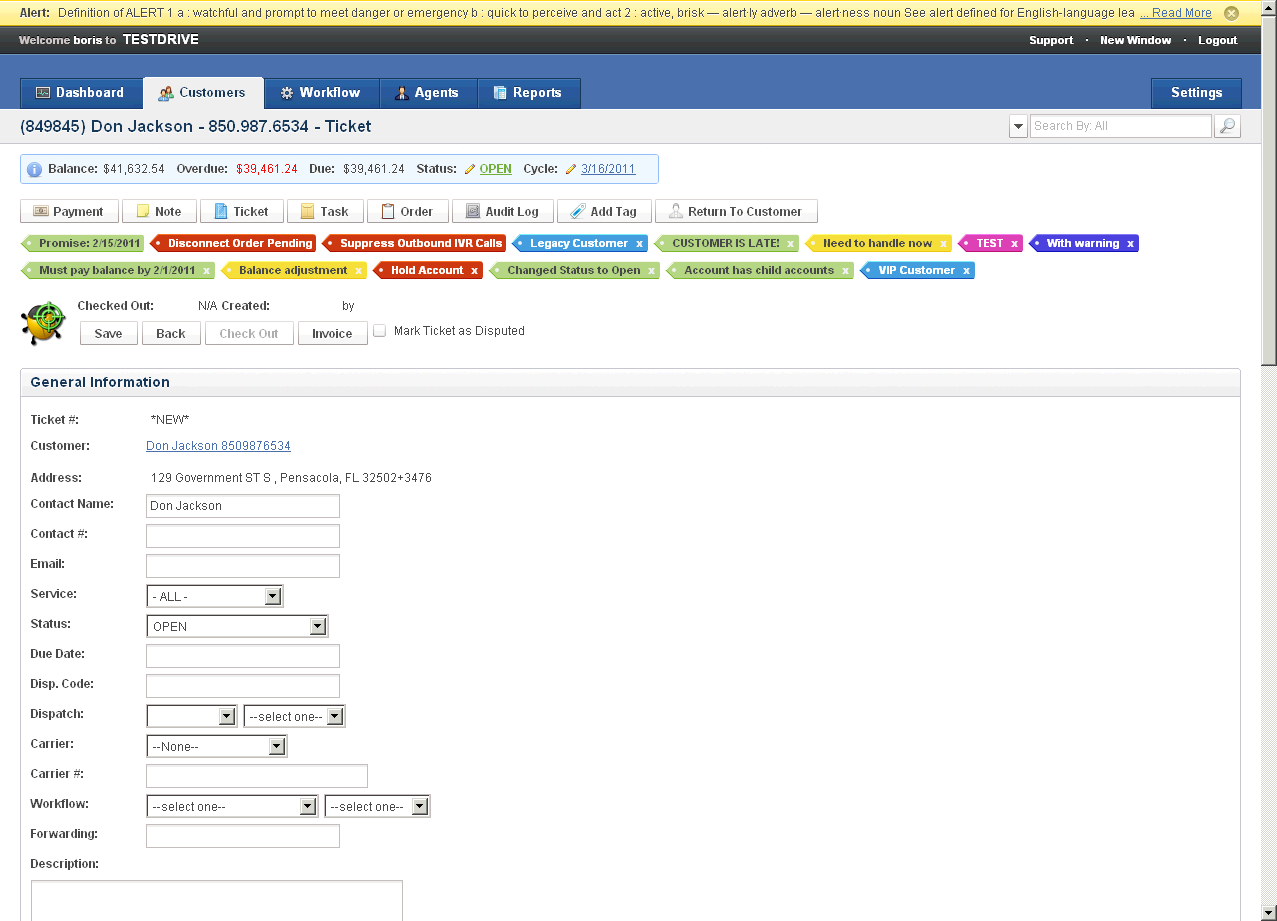 Alert: Definition of ALERT 1 a : watchful and prompt to meet danger or emergency b : quick to perceive and act 2 : active, brisk — alert·ly adverb — alert·ness noun See alert defined for English-language lea ... Read More
Welcome boris to TESTDRIVE Support · New Window · Logout
Dashboard Customers Workflow Agents Reports Settings
(849845) Don Jackson - 850.987.6534 - Ticket Search By: All
Balance: $41,632.54 Overdue: $39,461.24 Due: $39,461.24 Status: OPEN Cycle: 3/16/2011
Payment Note Ticket Task Order Audit Log Add Tag Return To Customer
Promise: 2/15/2011 Disconnect Order Pending Suppress Outbound IVR Calls Legacy Customer x CUSTOMER IS LATE! x Need to handle now x TEST x With warning x
Must pay balance by 2/1/2011 x Balance adjustment x Hold Account x Changed Status to Open x Account has child accounts x VIP Customer x
Checked Out: N/A Created: by
Save Back Check Out Invoice Mark Ticket as Disputed
General Information
Ticket #: *NEW*
Customer: Don Jackson 8509876534
Address: 129 Government ST S , Pensacola, FL 32502+3476
Contact Name: Don Jackson
Contact #:
Email:
Service: - ALL -
Status: OPEN
Due Date:
Disp. Code:
Dispatch: --select one--
Carrier: --None--
Carrier #:
Workflow: --select one-- --select one--
Forwarding:
Description: